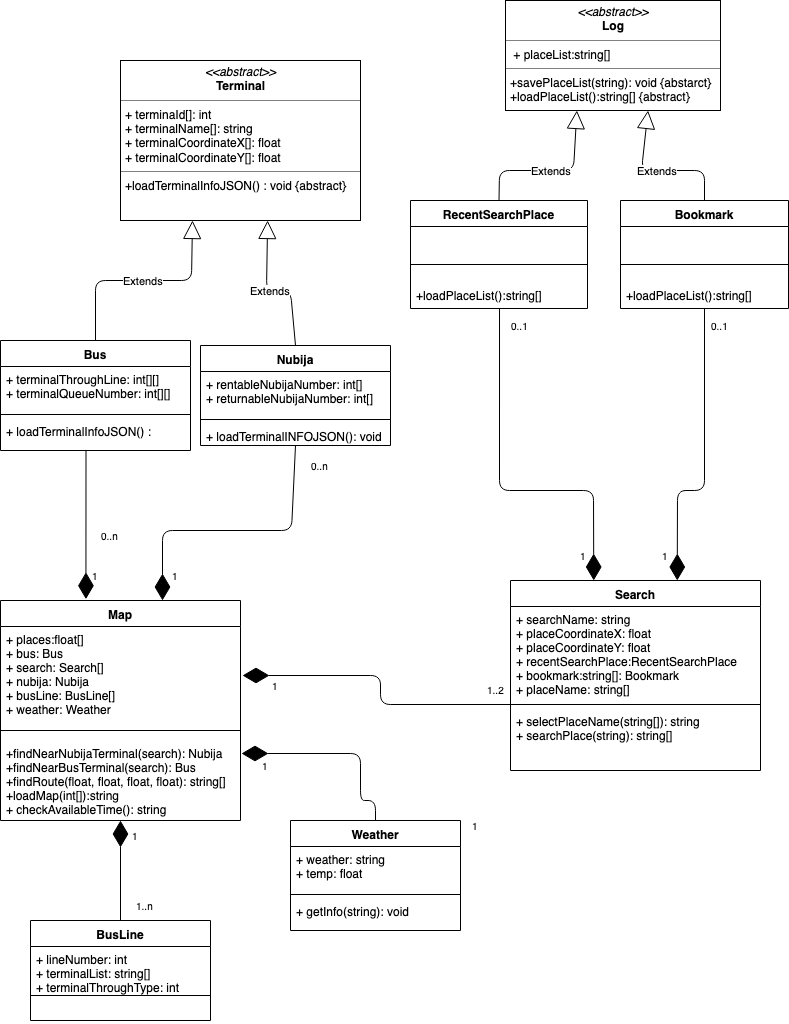 <<abstract>>
Log
+ placeList:string[]
+savePlaceList(string): void {abstarct}
+loadPlaceList():string[] {abstract}
<<abstract>>
Terminal
+ terminald[]: int
+ terminalName[]: string
+ terminalCoordinateX[]: float
+ terminalCoordinateY[]: float
+loadTerminalInfoJSON() : void {abstract}
Extends
Extends
RecentSearchPlace
+loadPlaceList():string[]
Bookmark
+loadPlaceList():string[]
Extends
Extends
Bus
+ terminalThroughLine: int[][]
+ terminalQueueNumber: int[][]
+ loadTerminalInfoJSON() :
Nubija
+ rentableNubijaNumber: int[]
+ returnableNubijaNumber: int[]
+ loadTerminalINFOJSON(): void
0..1
0..1
0..n
0..n
1
1
1
1
Map
+ places:float[]
+ bus: Bus
+ search: Search[]
+ nubija: Nubija
+ busLine: BusLine[]
+ weather: Weather
+findNearNubijaTerminal(search): Nubija
+findNearBusTerminal(search): Bus
+findRoute(float, float, float, float): string[]
+loadMap(int[]):string
+ checkAvailableTime(): string
Search
+ searchName: string
+ placeCoordinateX: float
+ placeCoordinateY: float
+ recentSearchPlace:RecentSearchPlace
+ bookmark:string[]: Bookmark
+ placeName: string[]
+ selectPlaceName(string[]): string
+ searchPlace(string): string[]
1
1..2
1
1
Weather
+ weather: string
+ temp: float
+ getInfo(string): void
1
1..n
BusLine
+ lineNumber: int
+ terminalList: string[]
+ terminalThroughType: int